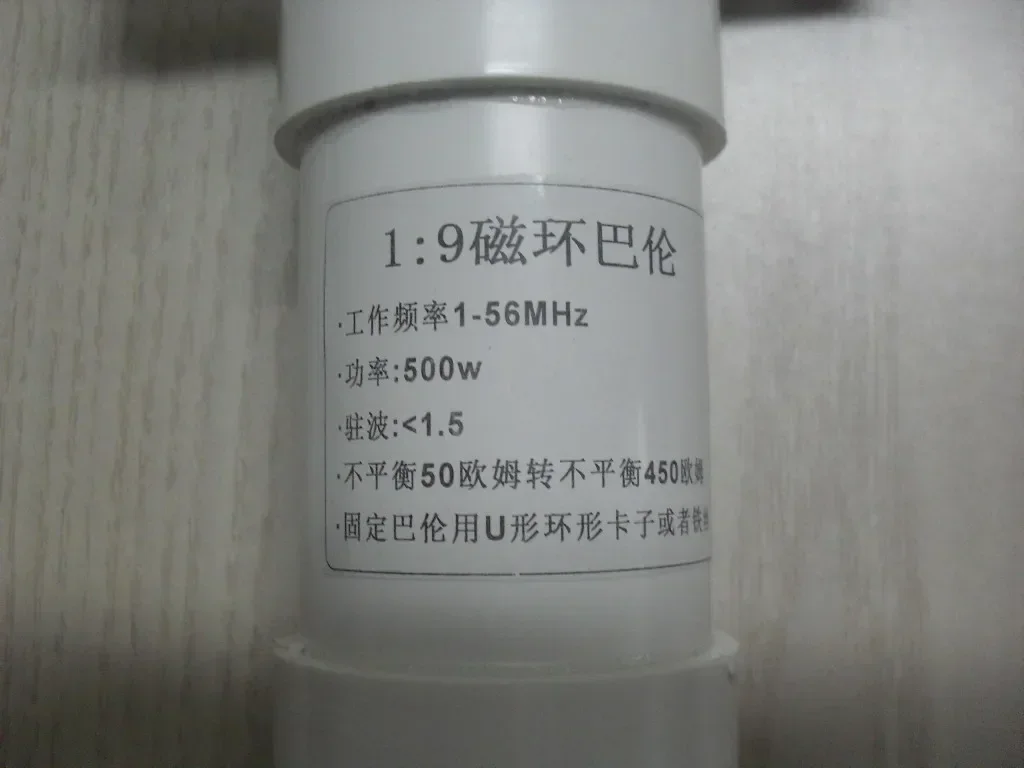 1:9磁环巴伦
·工作频率1-56MHz
·功率:500w
·驻波:<1.5
·不平衡50欧姆转不平衡450欧姆
·固定巴伦用U形环形卡子或者铁